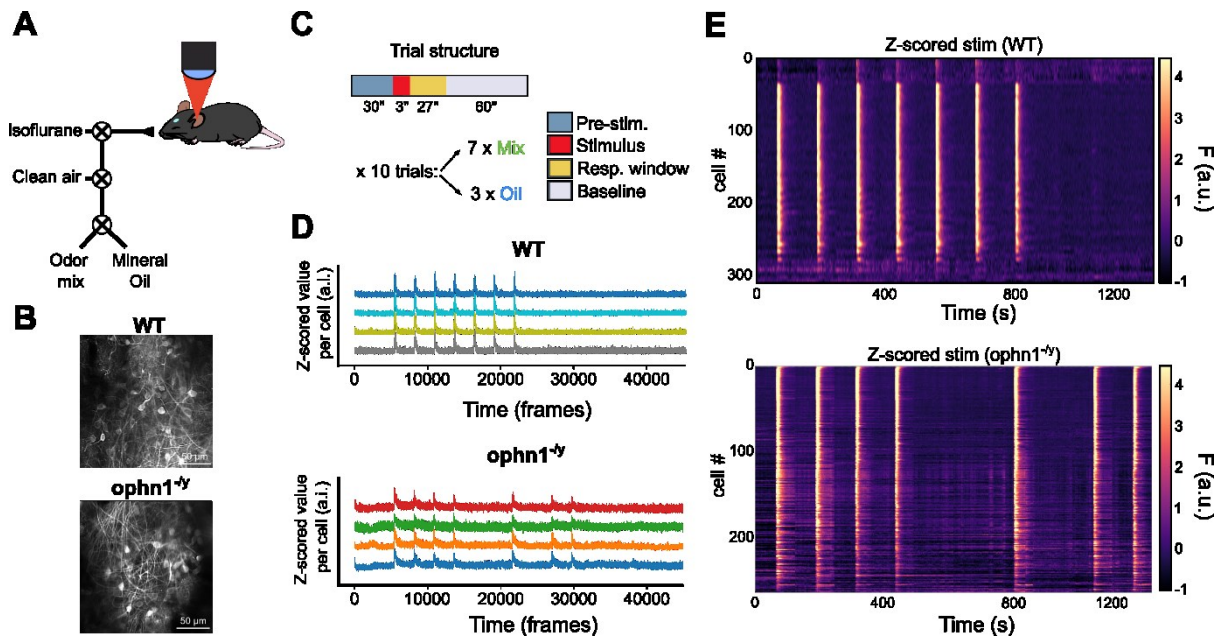 A
Isoflurane
Clean air
Odor
mix
Mineral
Oil
B
WT
50 µm
ophn1-/y
50 µm
C
Trial structure
30" 3" 27" 60"
x 10 trials:
7 x Mix
3 x Oil
Pre-stim.
Stimulus
Resp. window
Baseline
D
WT
Z-scored value
per cell (a.i.)
0 10000 20000 30000 40000
Time (frames)
ophn1-/y
Z-scored value
per cell (a.i.)
0 10000 20000 30000 40000
Time (frames)
E
Z-scored stim (WT)
cell #
0
100
200
300
0 400 800 1200
Time (s)
4
3
2
1
0
-1
F (a.u.)
Z-scored stim (ophn1-/y)
cell #
0
100
200
0 400 800 1200
Time (s)
4
3
2
1
0
-1
F (a.u.)